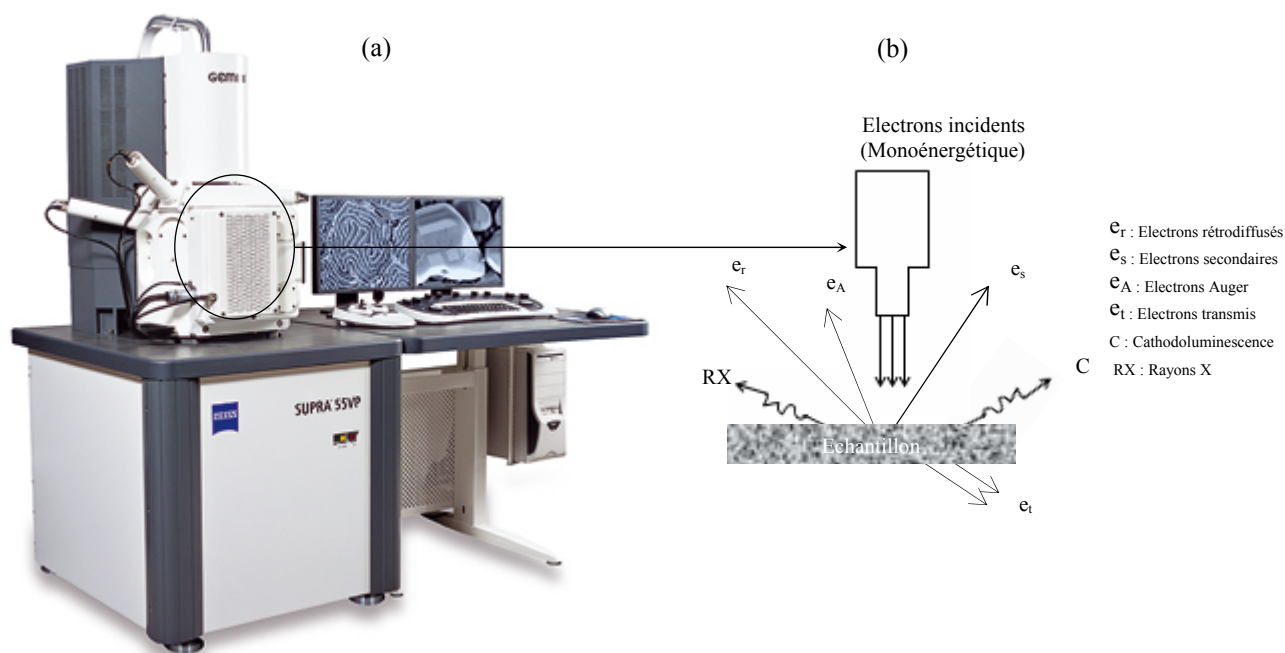 (a)
(b)
GEMINI
SUPRA 55VP
ZEISS
Electrons incidents
(Monoénergétique)
er
eA
es
RX
C
Echantillon
et
er : Electrons rétrodiffusés
es : Electrons secondaires
eA : Electrons Auger
et : Electrons transmis
C : Cathodoluminescence
RX : Rayons X